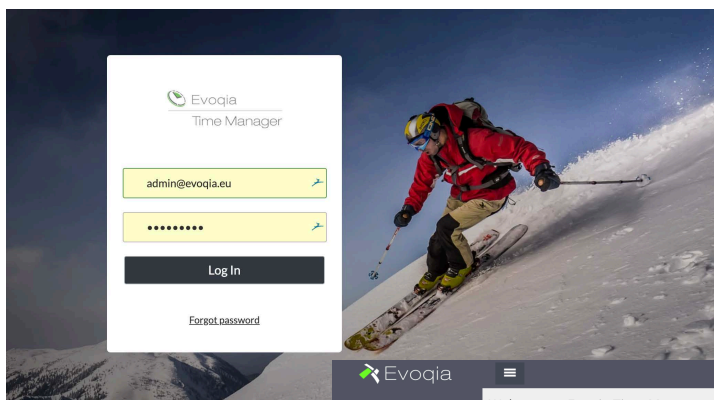 Evoqia
Time Manager
admin@evoqia.eu
•••••••••
Log In
Forgot password
Evoqia